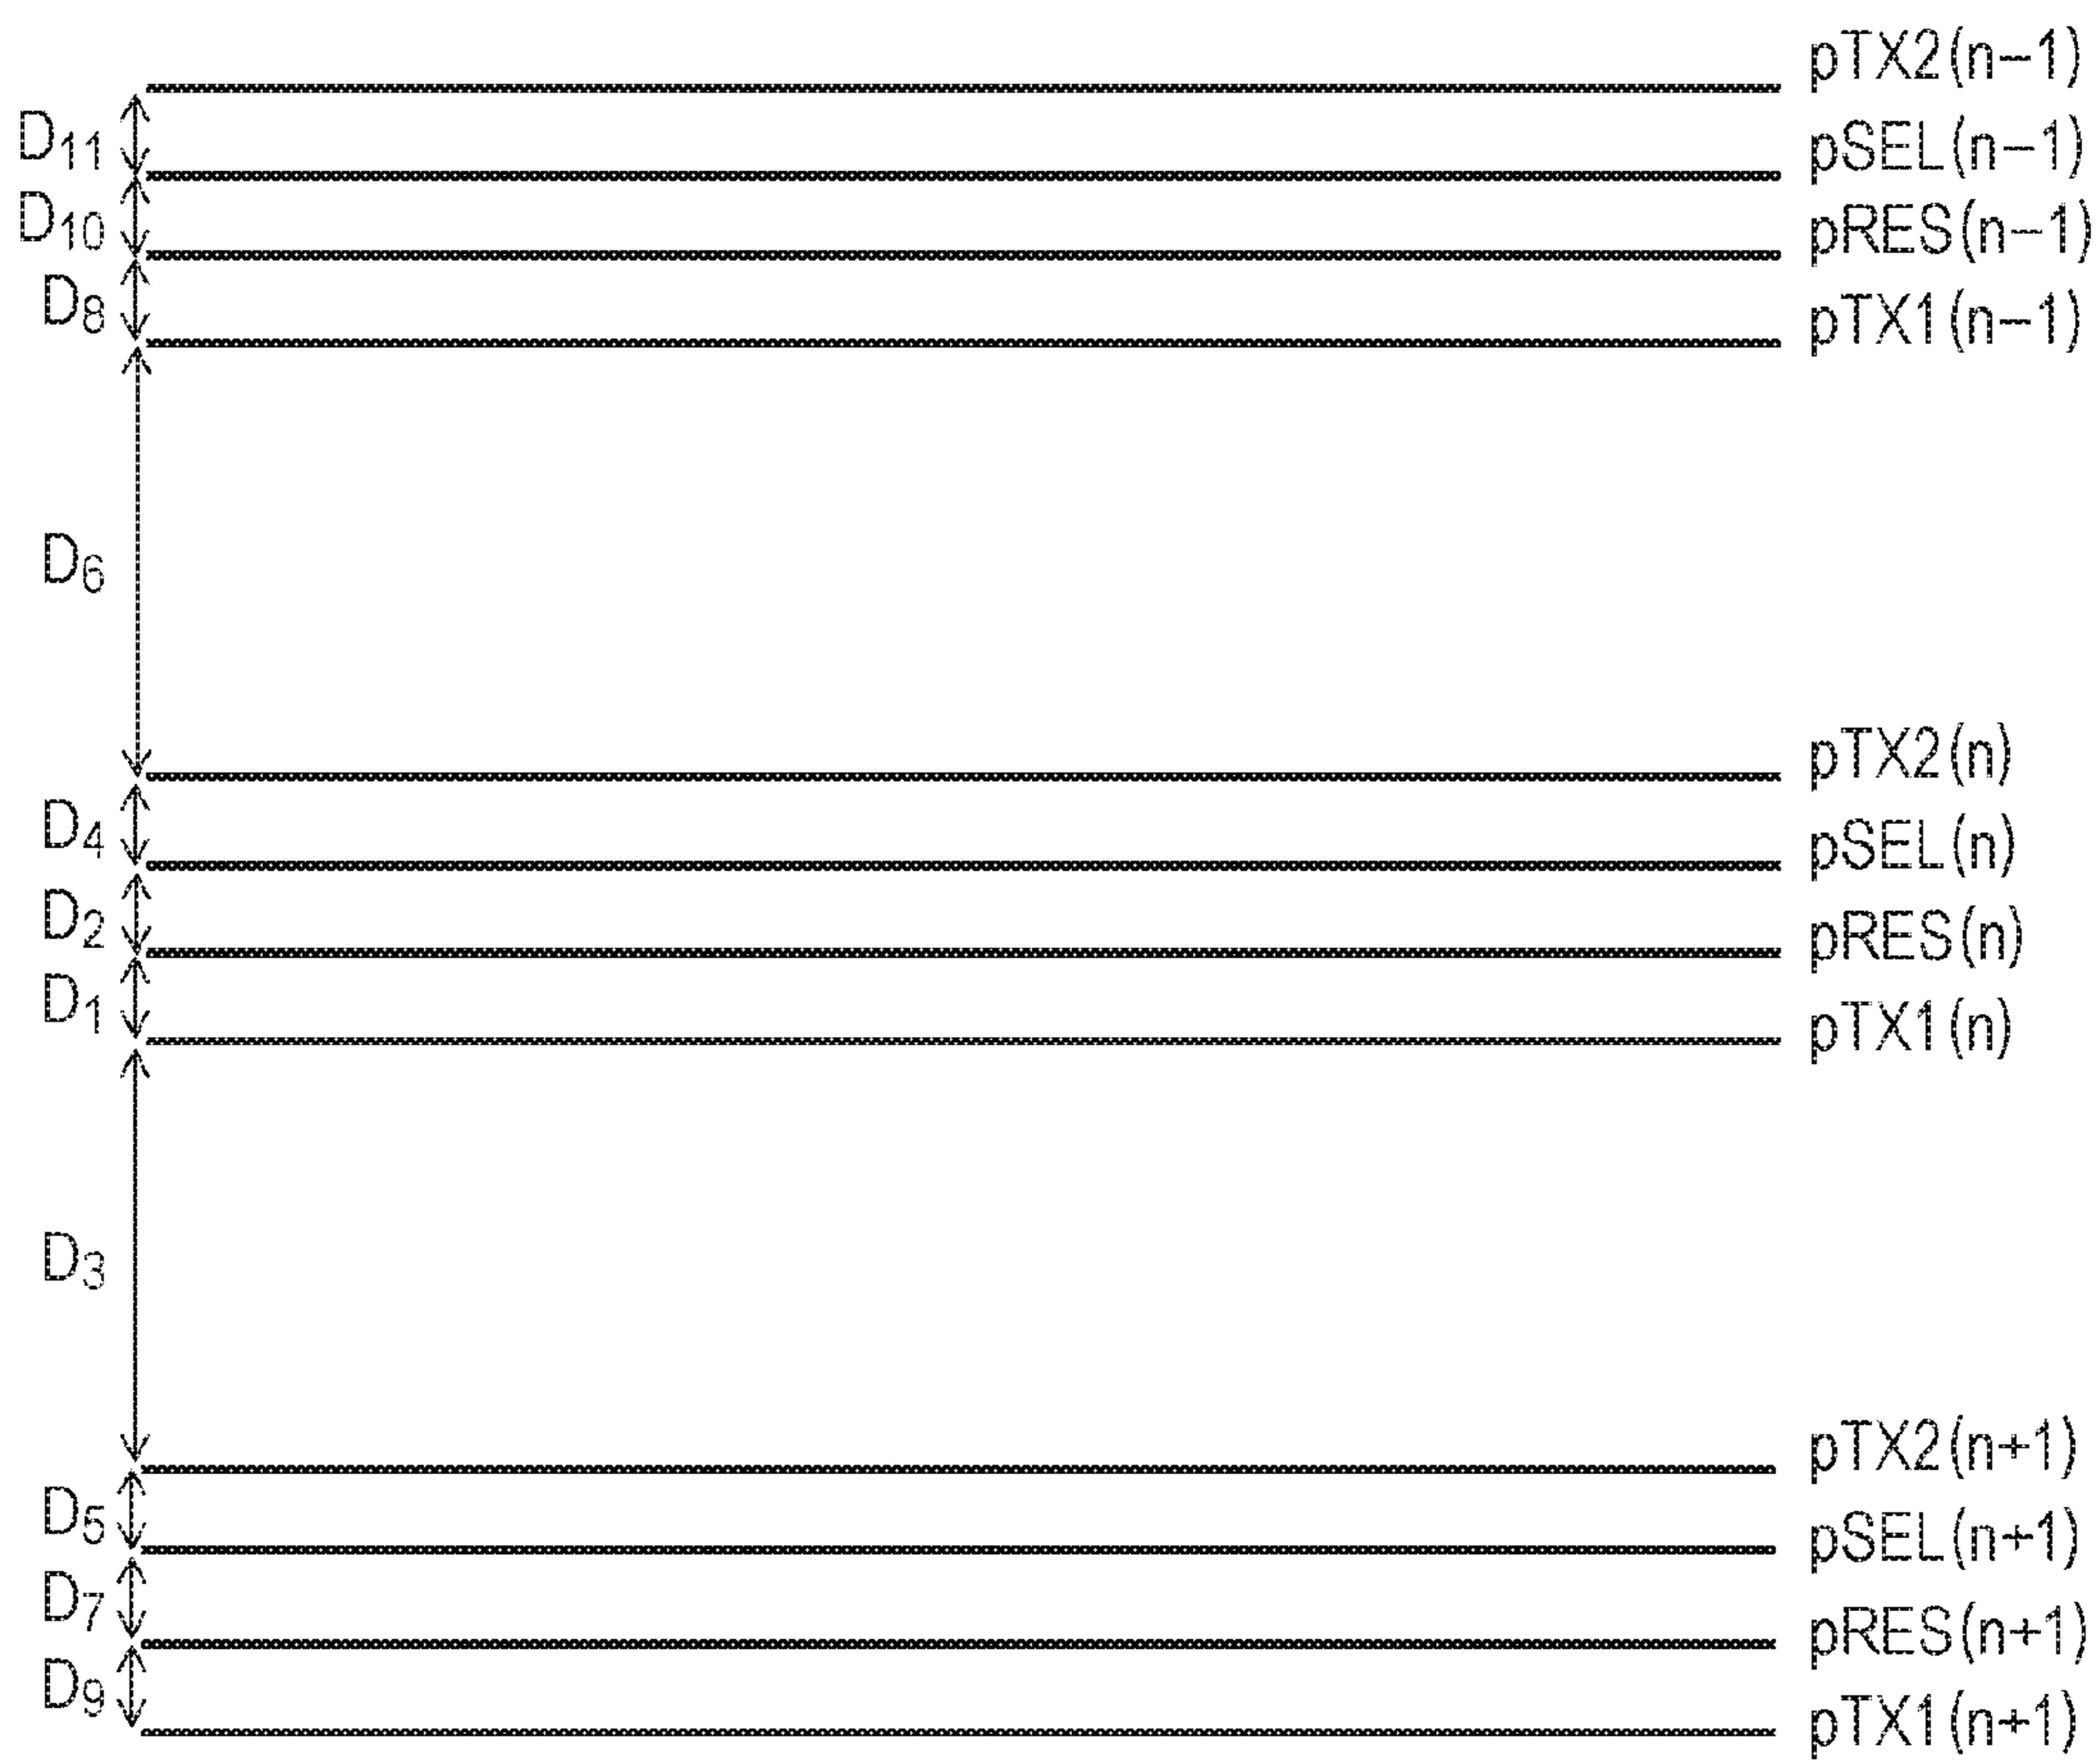 pTX2(n−1)
D11
pSEL(n−1)
D10
pRES(n−1)
D8
pTX1(n−1)
D6
pTX2(n)
D4
pSEL(n)
D2
pRES(n)
D1
pTX1(n)
D3
pTX2(n+1)
D5
pSEL(n+1)
D7
pRES(n+1)
D9
pTX1(n+1)